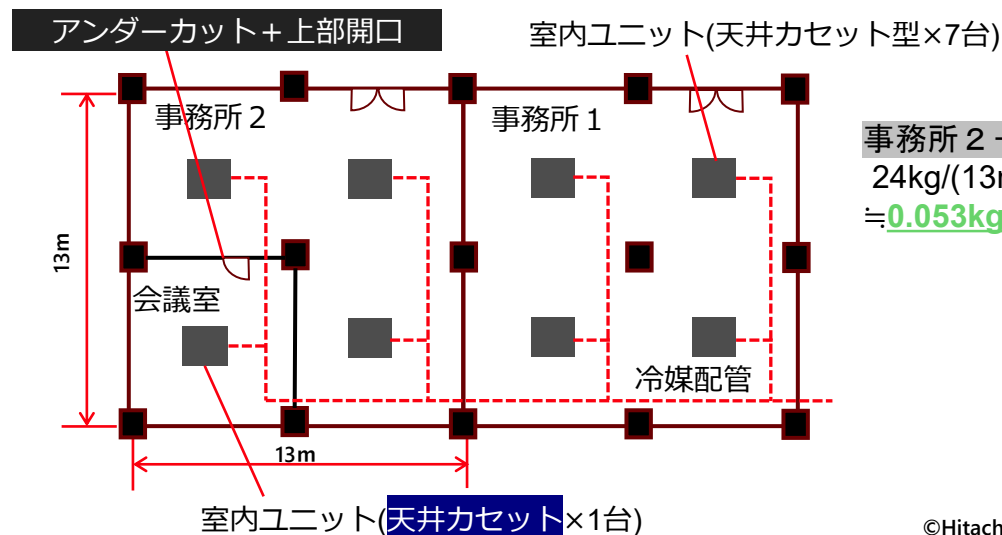 アンダーカット＋上部開口
室内ユニット(天井カセット型×7台)
事務所２
事務所１
事務所２
24kg/(13
≒0.053kg
13m
会議室
冷媒配管
13m
室内ユニット(天井カセット×1台)
©Hitach